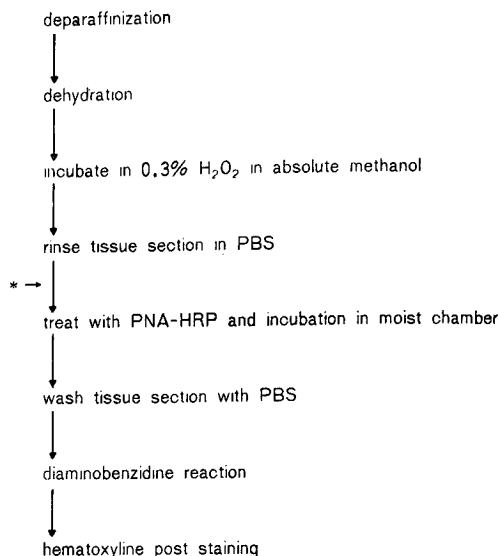 deparaffinization
dehydration
incubate in 0.3% H₂O₂ in absolute methanol
rinse tissue section in PBS
* →
treat with PNA-HRP and incubation in moist chamber
wash tissue section with PBS
diaminobenzidine reaction
hematoxyline post staining